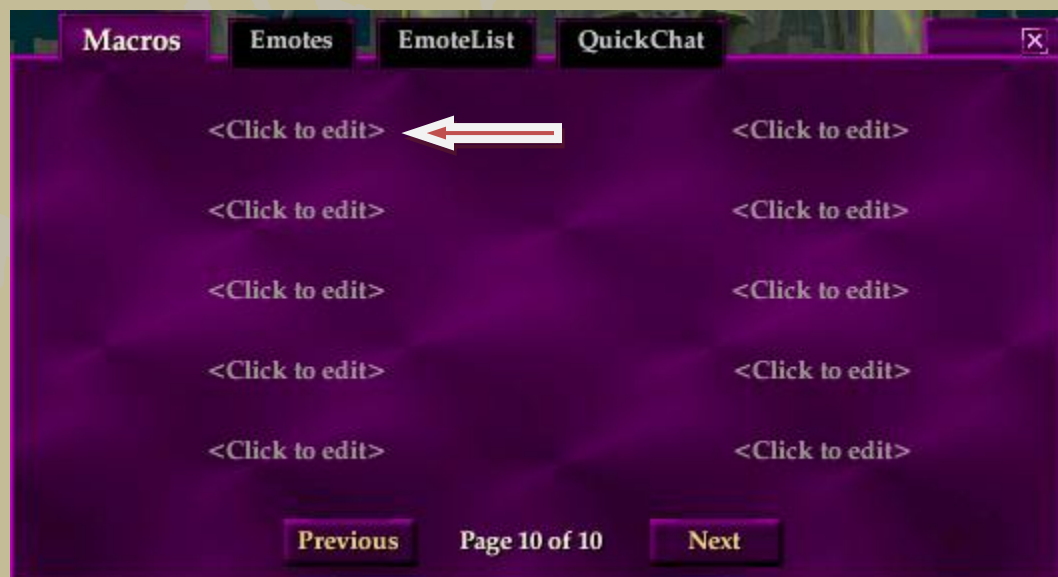 Macros Emotes EmoteList QuickChat
<Click to edit> <Click to edit>
<Click to edit> <Click to edit>
<Click to edit> <Click to edit>
<Click to edit> <Click to edit>
<Click to edit> <Click to edit>
Previous Page 10 of 10 Next